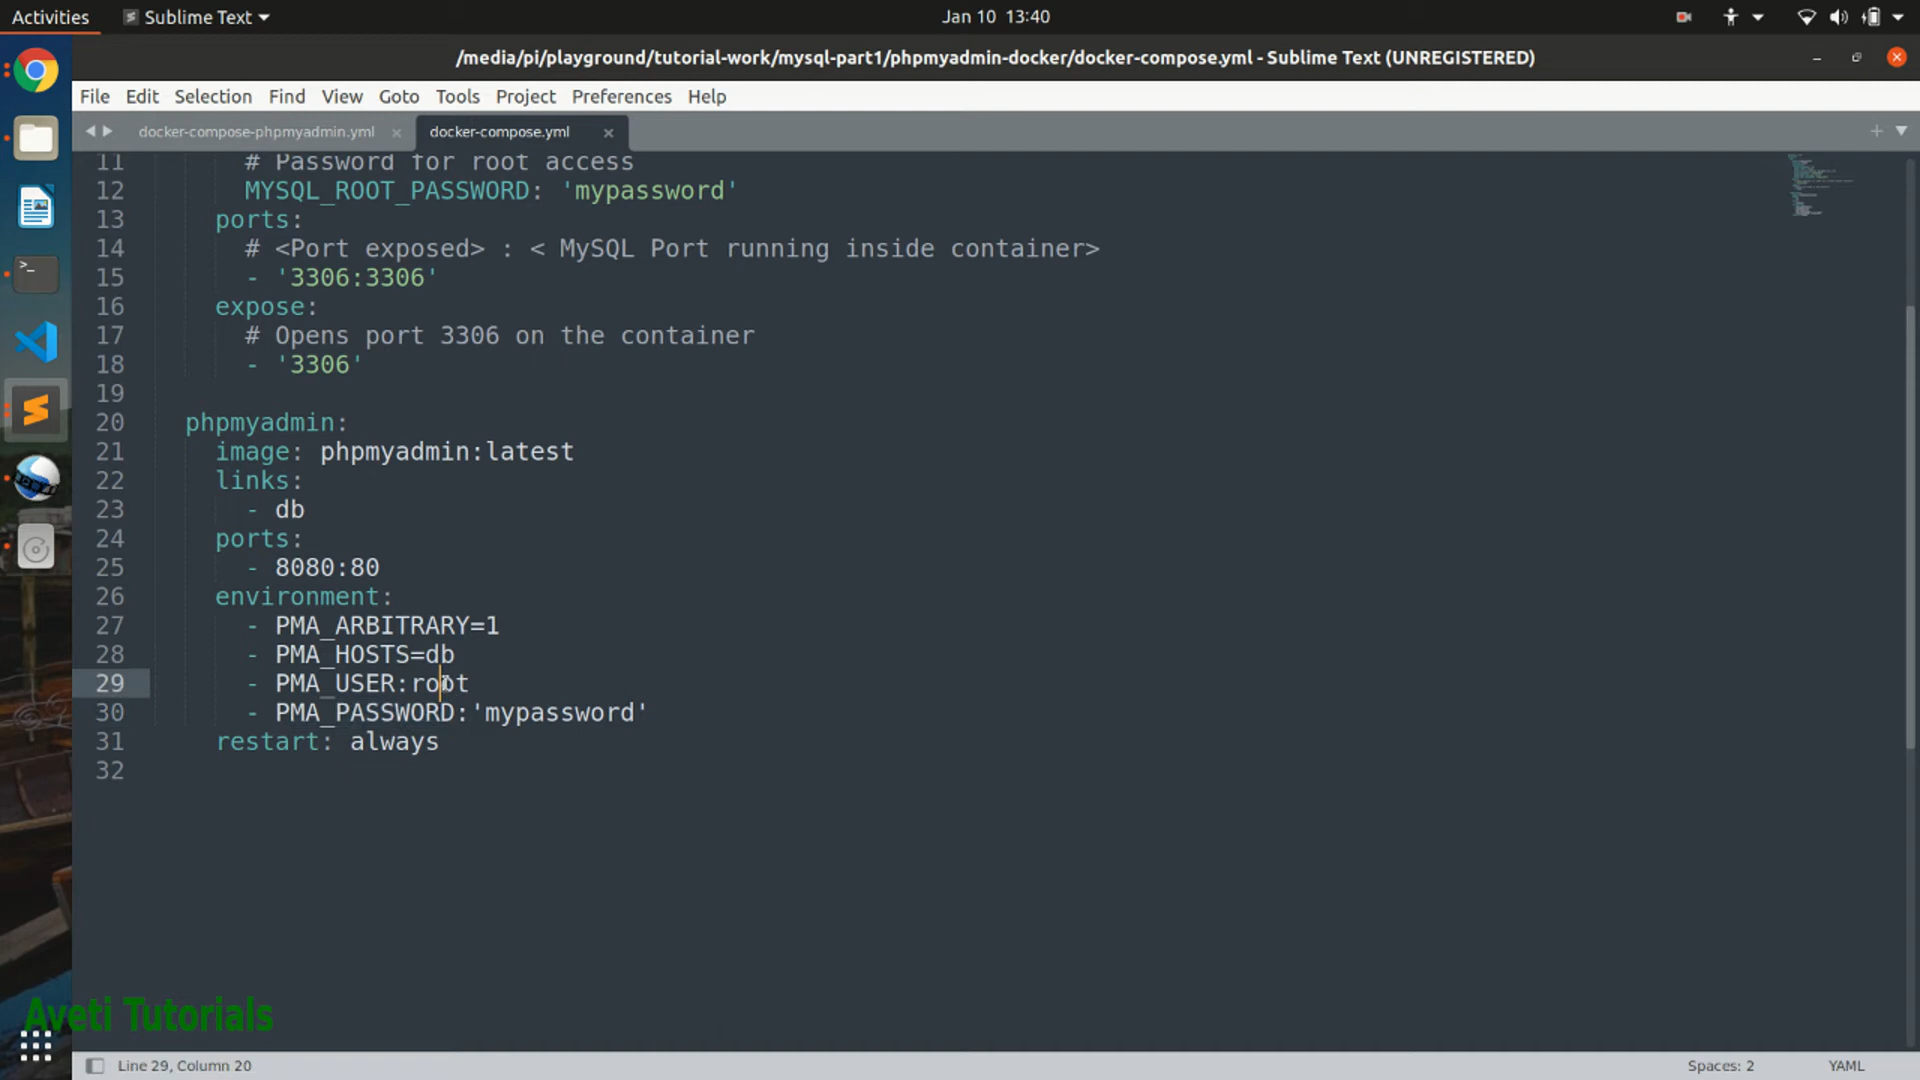 Activities Sublime Text Jan 10 13:40
/media/pi/playground/tutorial-work/mysql-part1/phpmyadmin-docker/docker-compose.yml - Sublime Text (UNREGISTERED)
File Edit Selection Find View Goto Tools Project Preferences Help
docker-compose-phpmyadmin.yml docker-compose.yml
11 # Password for root access
12 MYSQL_ROOT_PASSWORD: 'mypassword'
13 ports:
14 # <Port exposed> : < MySQL Port running inside container>
15 - '3306:3306'
16 expose:
17 # Opens port 3306 on the container
18 - '3306'
19
20 phpmyadmin:
21 image: phpmyadmin:latest
22 links:
23 - db
24 ports:
25 - 8080:80
26 environment:
27 - PMA_ARBITRARY=1
28 - PMA_HOSTS=db
29 - PMA_USER:root
30 - PMA_PASSWORD:'mypassword'
31 restart: always
32
Aveti Tutorials
Line 29, Column 20 Spaces: 2 YAML